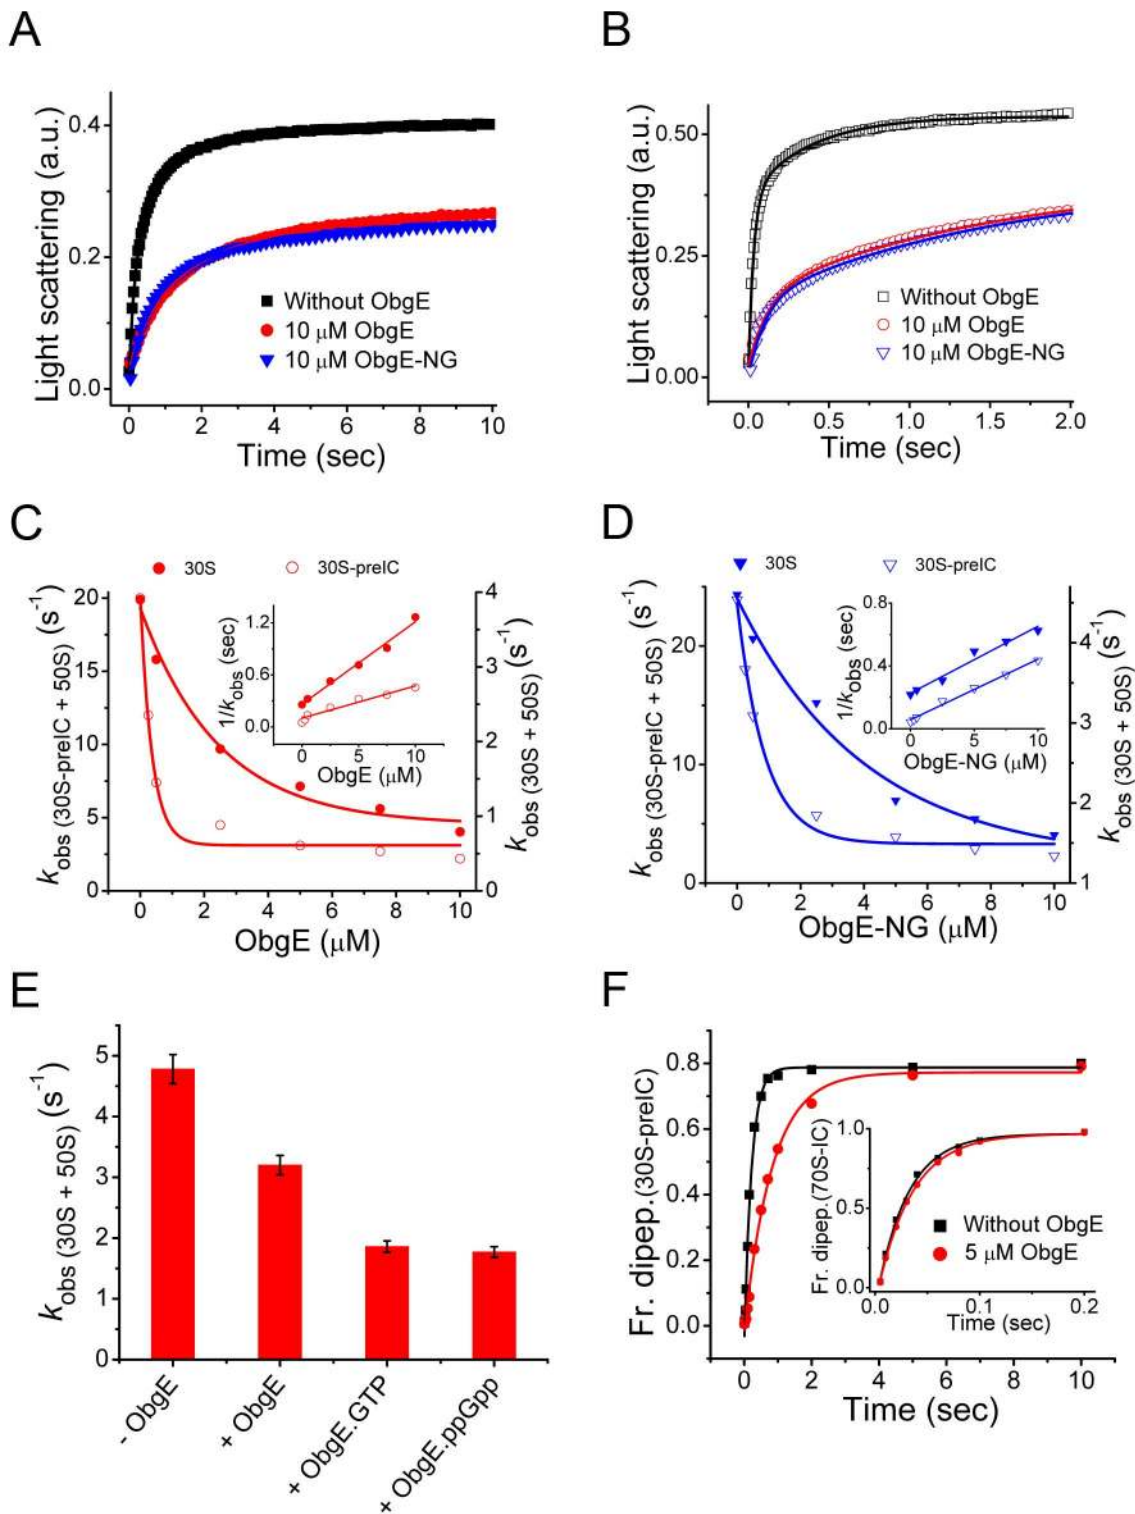 A
Light scattering (a.u.)
0.4
0.2
0.0
Without ObgE
10 μM ObgE
10 μM ObgE-NG
0 2 4 6 8 10
Time (sec)
B
Light scattering (a.u.)
0.50
0.25
0.00
Without ObgE
10 μM ObgE
10 μM ObgE-NG
0.0 0.5 1.0 1.5 2.0
Time (sec)
C
30S 30S-preIC
kobs (30S-preIC + 50S) (s-1)
20
15
10
5
0
1/kobs (sec)
1.2
0.6
0.0
0 5 10
ObgE (μM)
4
3
2
1
0
kobs (30S + 50S) (s-1)
0 2 4 6 8 10
ObgE (μM)
D
30S 30S-preIC
kobs (30S-preIC + 50S) (s-1)
20
10
0
1/kobs (sec)
0.8
0.4
0.0
0 5 10
ObgE-NG (μM)
4
3
2
1
kobs (30S + 50S) (s-1)
0 2 4 6 8 10
ObgE-NG (μM)
E
kobs (30S + 50S) (s-1)
5
4
3
2
1
0
- ObgE
+ ObgE
+ ObgE.GTP
+ ObgE.ppGpp
F
Fr. dipep.(30S-preIC)
0.8
0.6
0.4
0.2
0.0
Fr. dipep.(70S-IC)
1.0
0.5
0.0
Without ObgE
5 μM ObgE
0.0 0.1 0.2
Time (sec)
0 2 4 6 8 10
Time (sec)